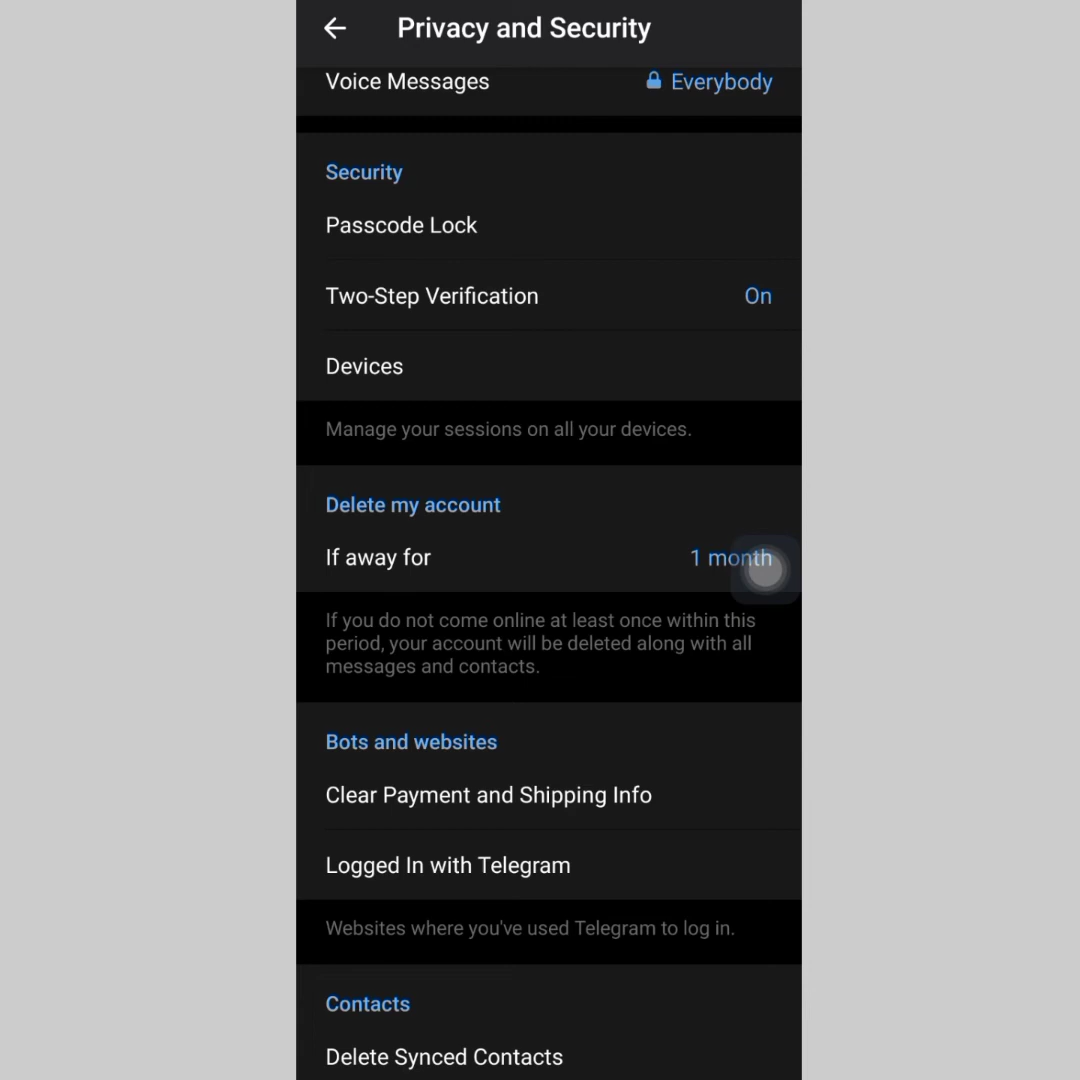 Privacy and Security
Voice Messages Everybody
Security
Passcode Lock
Two-Step Verification On
Devices
Manage your sessions on all your devices.
Delete my account
If away for 1 month
If you do not come online at least once within this
period, your account will be deleted along with all
messages and contacts.
Bots and websites
Clear Payment and Shipping Info
Logged In with Telegram
Websites where you've used Telegram to log in.
Contacts
Delete Synced Contacts